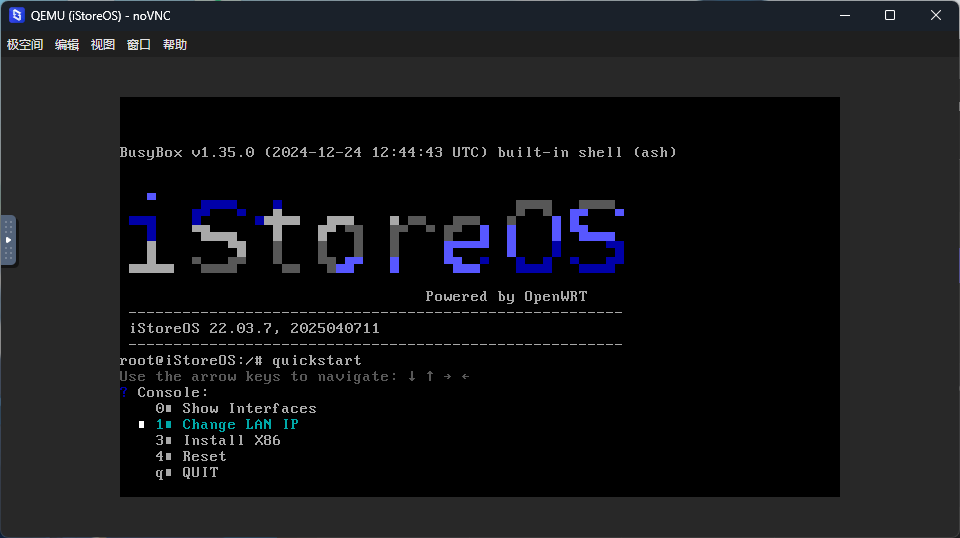 QEMU (iStoreOS) - noVNC
极空间 编辑 视图 窗口 帮助
BusyBox v1.35.0 (2024-12-24 12:44:43 UTC) built-in shell (ash)
iStoreOS
Powered by OpenWRT
-------------------------------------------------------
iStoreOS 22.03.7, 2025040711
-------------------------------------------------------
root@iStoreOS:/# quickstart
Use the arrow keys to navigate: ↓ ↑ → ←
? Console:
0▪ Show Interfaces
▪ 1▪ Change LAN IP
3▪ Install X86
4▪ Reset
q▪ QUIT